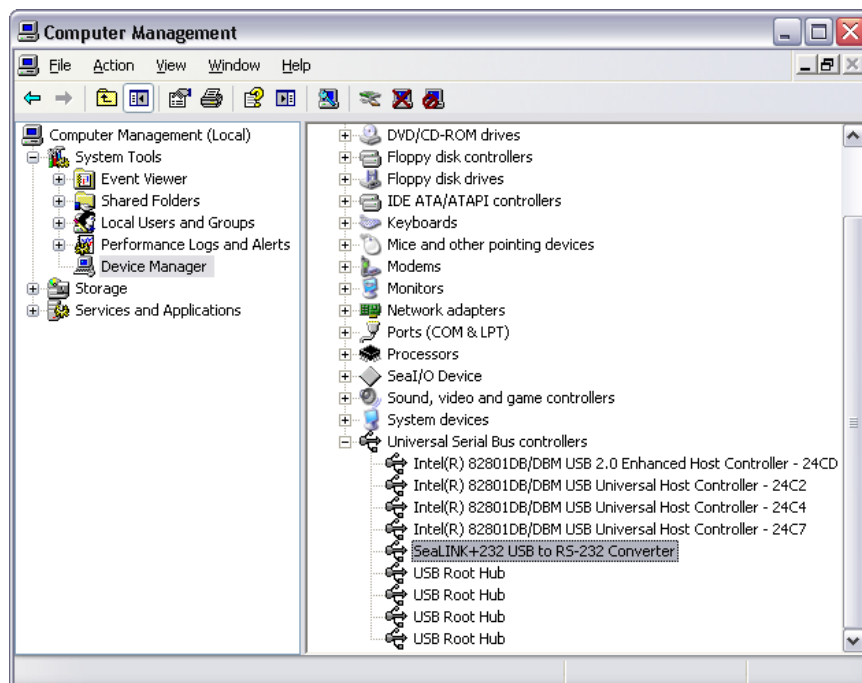 Computer Management
File Action View Window Help
Computer Management (Local)
System Tools
Event Viewer
Shared Folders
Local Users and Groups
Performance Logs and Alerts
Device Manager
Storage
Services and Applications
DVD/CD-ROM drives
Floppy disk controllers
Floppy disk drives
IDE ATA/ATAPI controllers
Keyboards
Mice and other pointing devices
Modems
Monitors
Network adapters
Ports (COM & LPT)
Processors
SeaI/O Device
Sound, video and game controllers
System devices
Universal Serial Bus controllers
Intel(R) 82801DB/DBM USB 2.0 Enhanced Host Controller - 24CD
Intel(R) 82801DB/DBM USB Universal Host Controller - 24C2
Intel(R) 82801DB/DBM USB Universal Host Controller - 24C4
Intel(R) 82801DB/DBM USB Universal Host Controller - 24C7
SeaLINK+232 USB to RS-232 Converter
USB Root Hub
USB Root Hub
USB Root Hub
USB Root Hub